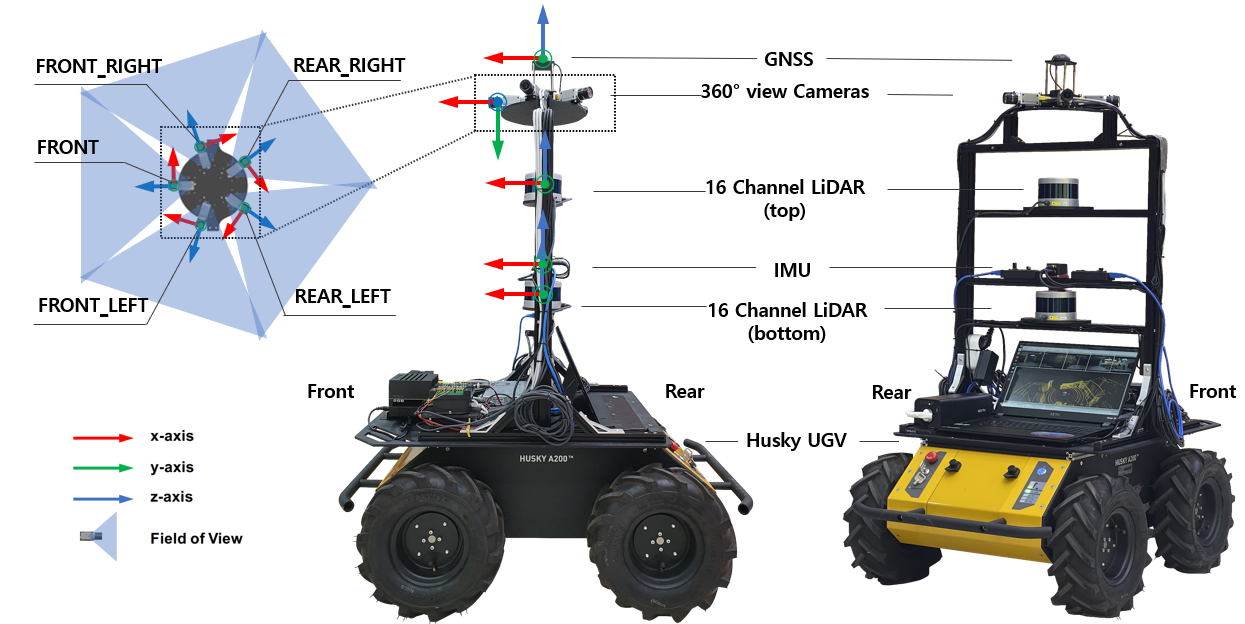 FRONT_RIGHT
REAR_RIGHT
FRONT
FRONT_LEFT
REAR_LEFT
GNSS
360° view Cameras
16 Channel LiDAR
(top)
IMU
16 Channel LiDAR
(bottom)
Front
Rear
Rear
Front
Husky UGV
HUSKY A200™
HUSKY A200™
x-axis
y-axis
z-axis
Field of View